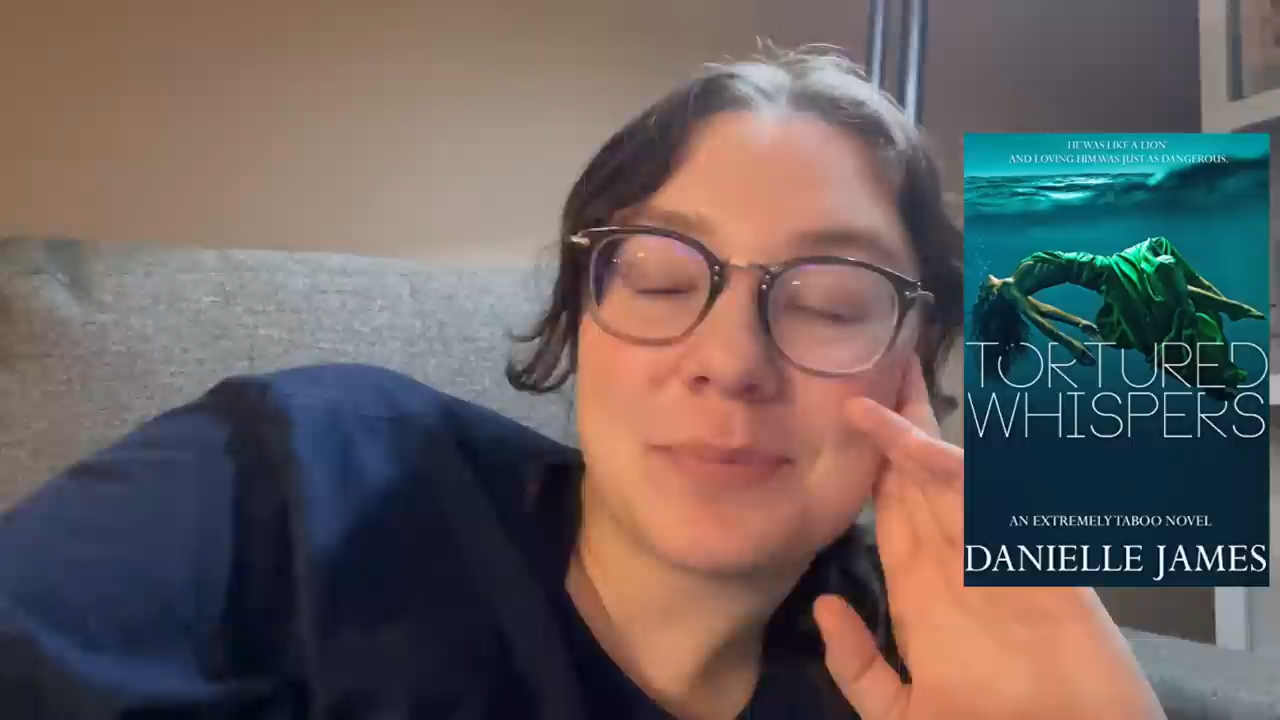 HE WAS LIKE A LION
AND LOVING HIM WAS JUST AS DANGEROUS.
TORTURED
WHISPERS
AN EXTREMELY TABOO NOVEL
DANIELLE JAMES